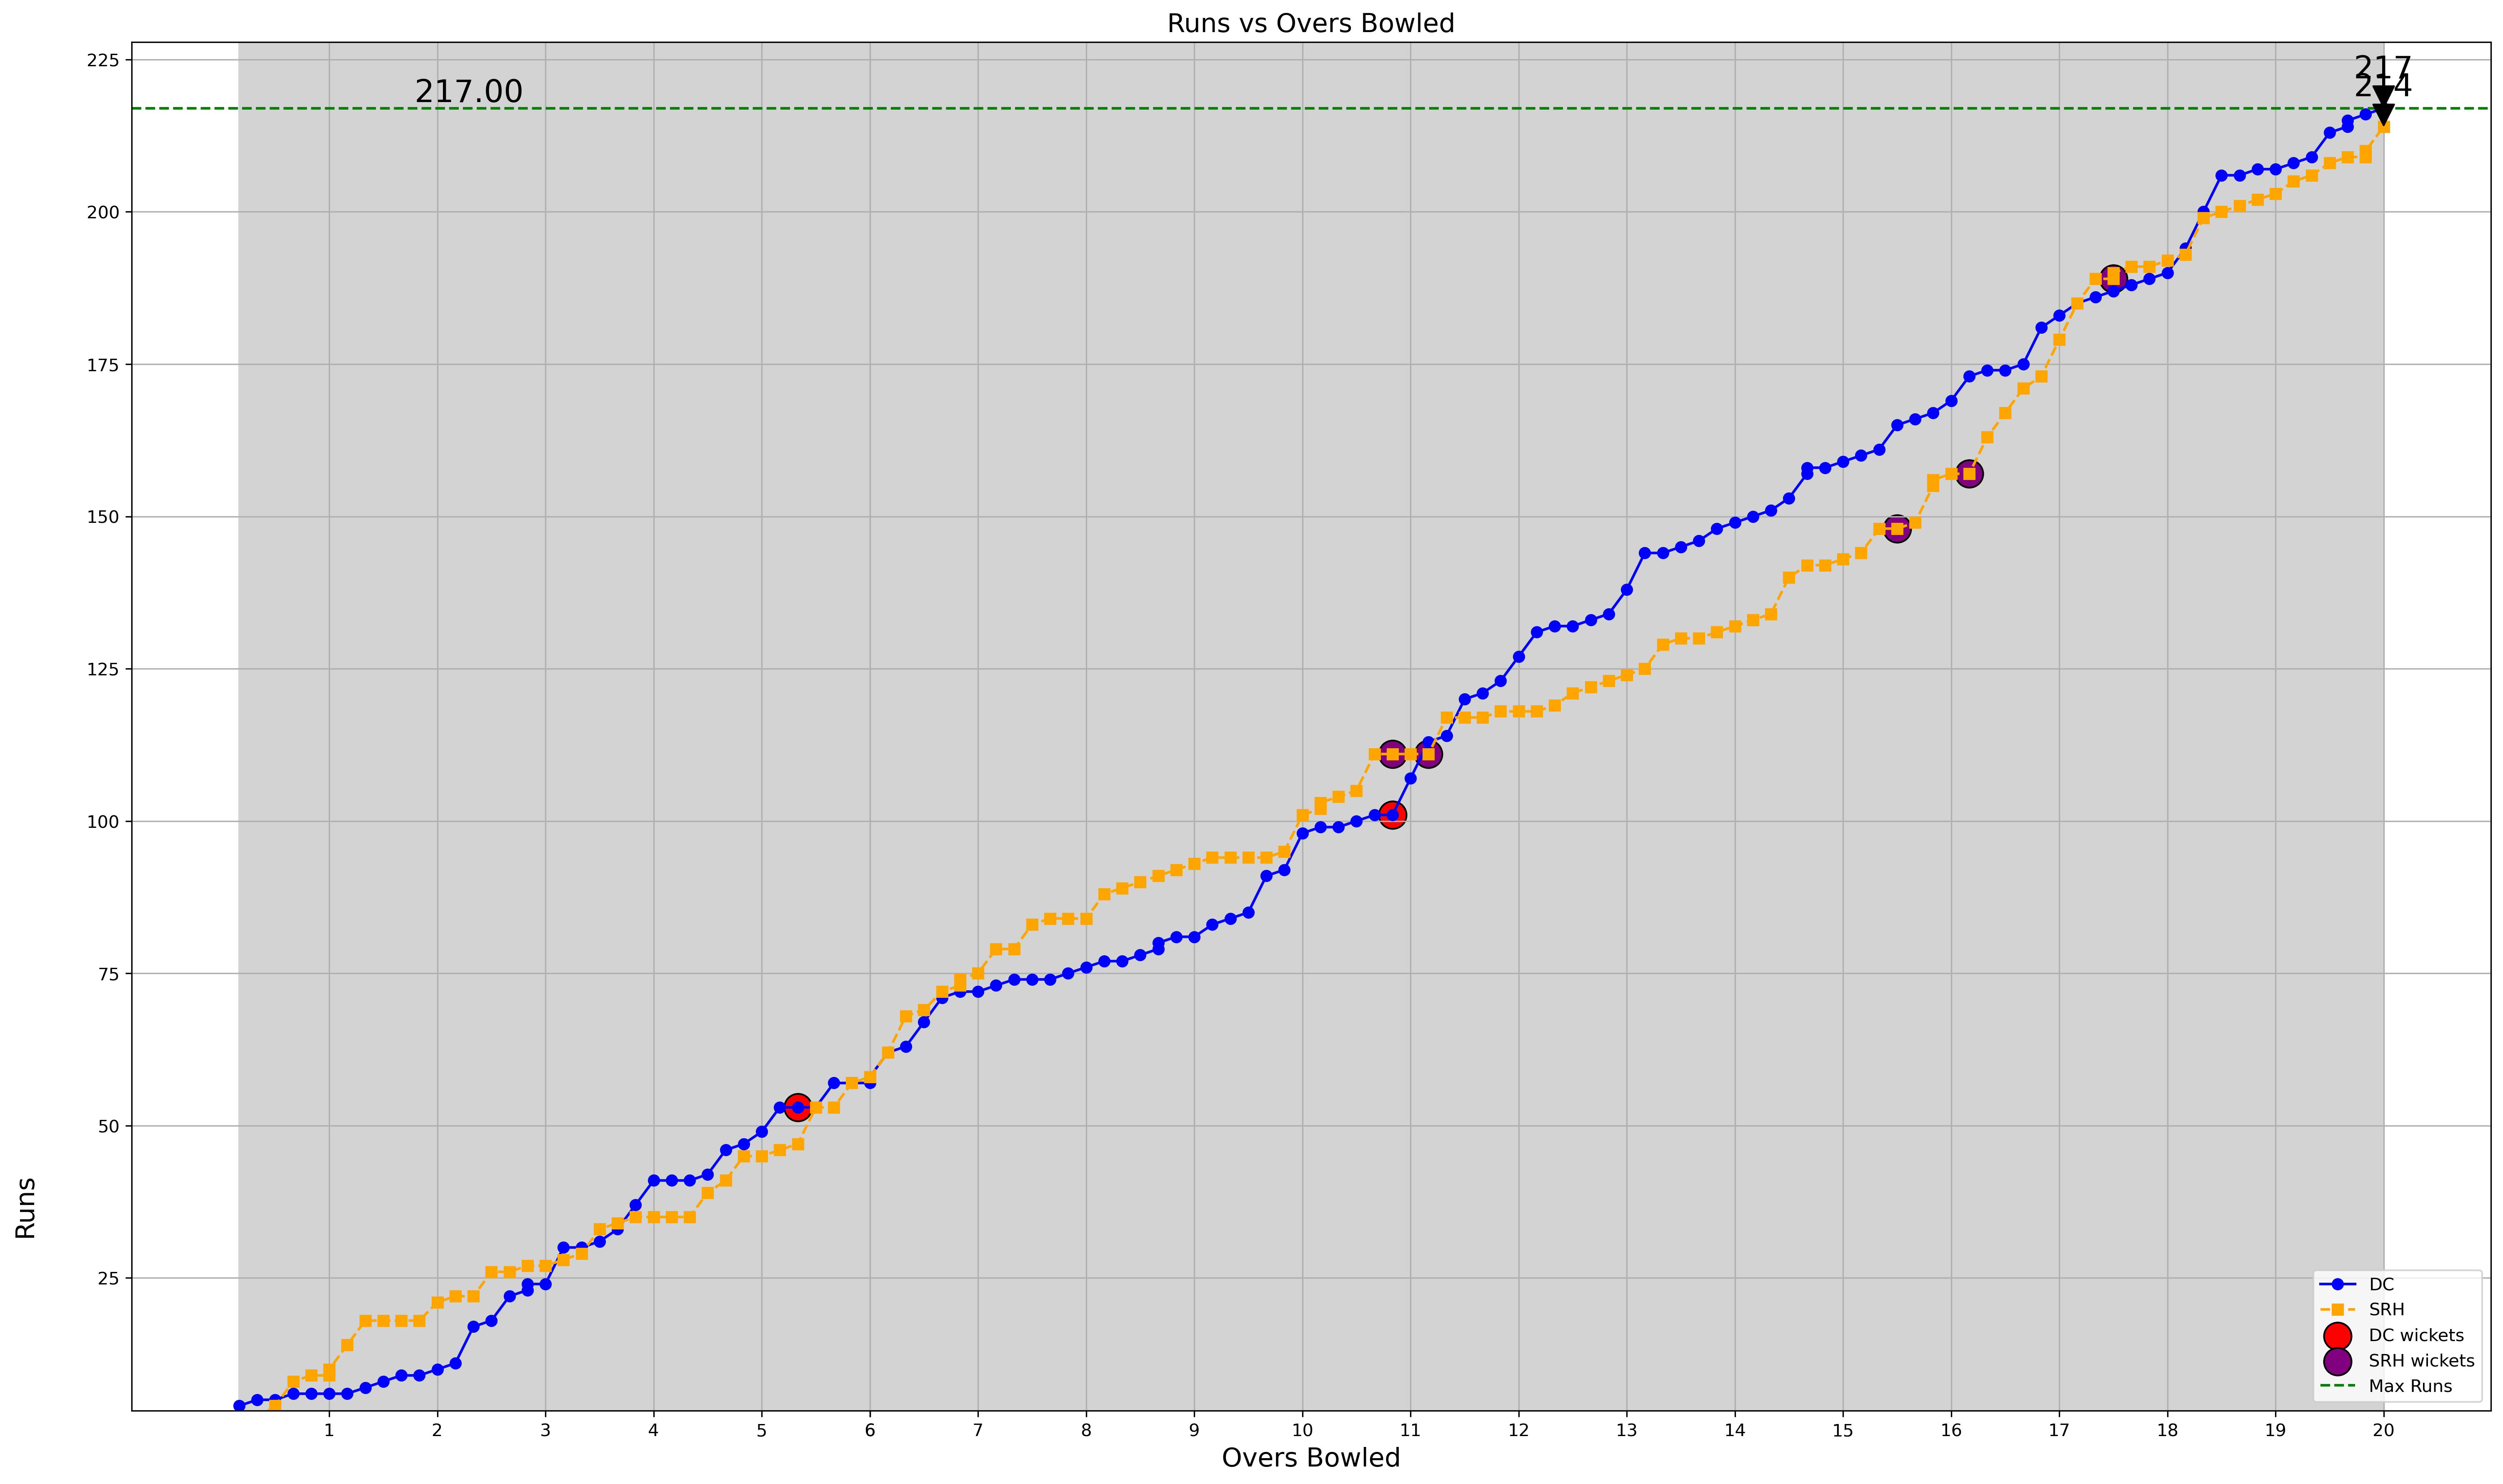 Runs vs Overs Bowled
225
200
175
150
125
100
75
50
25
Runs
217.00
217
214
DC
SRH
DC wickets
SRH wickets
Max Runs
1 2 3 4 5 6 7 8 9 10 11 12 13 14 15 16 17 18 19 20
Overs Bowled